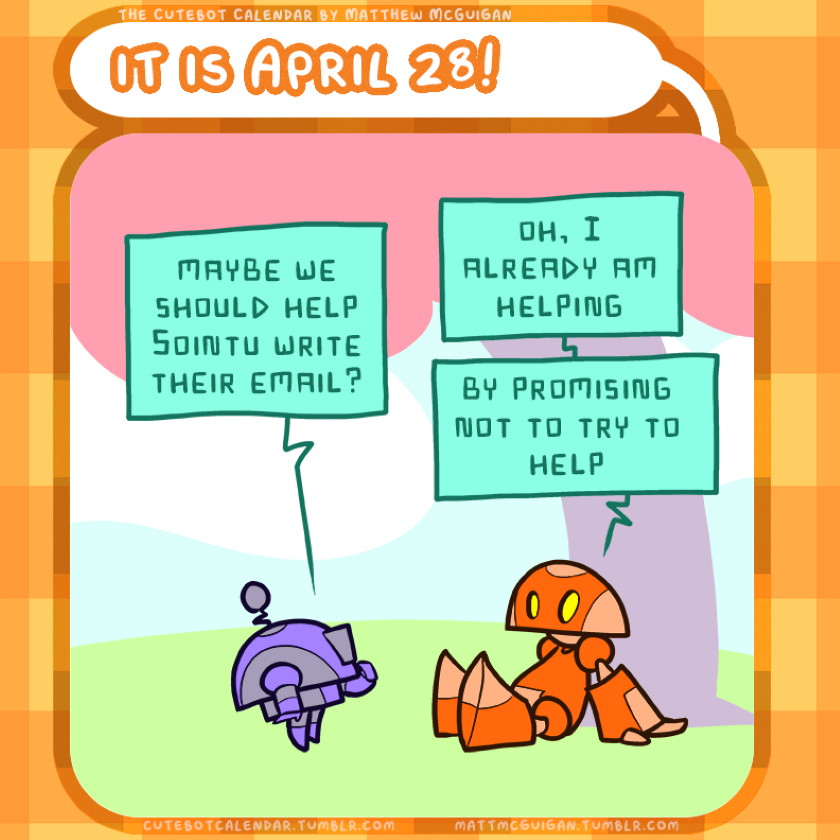 THE CUTEBOT CALENDAR BY MATTHEW MCGUIGAN
IT IS APRIL 28!
MAYBE WE
SHOULD HELP
SOINTU WRITE
THEIR EMAIL?
OH, I
ALREADY AM
HELPING
BY PROMISING
NOT TO TRY TO
HELP
CUTEBOTCALENDAR.TUMBLR.COM
MATTMCGUIGAN.TUMBLR.COM